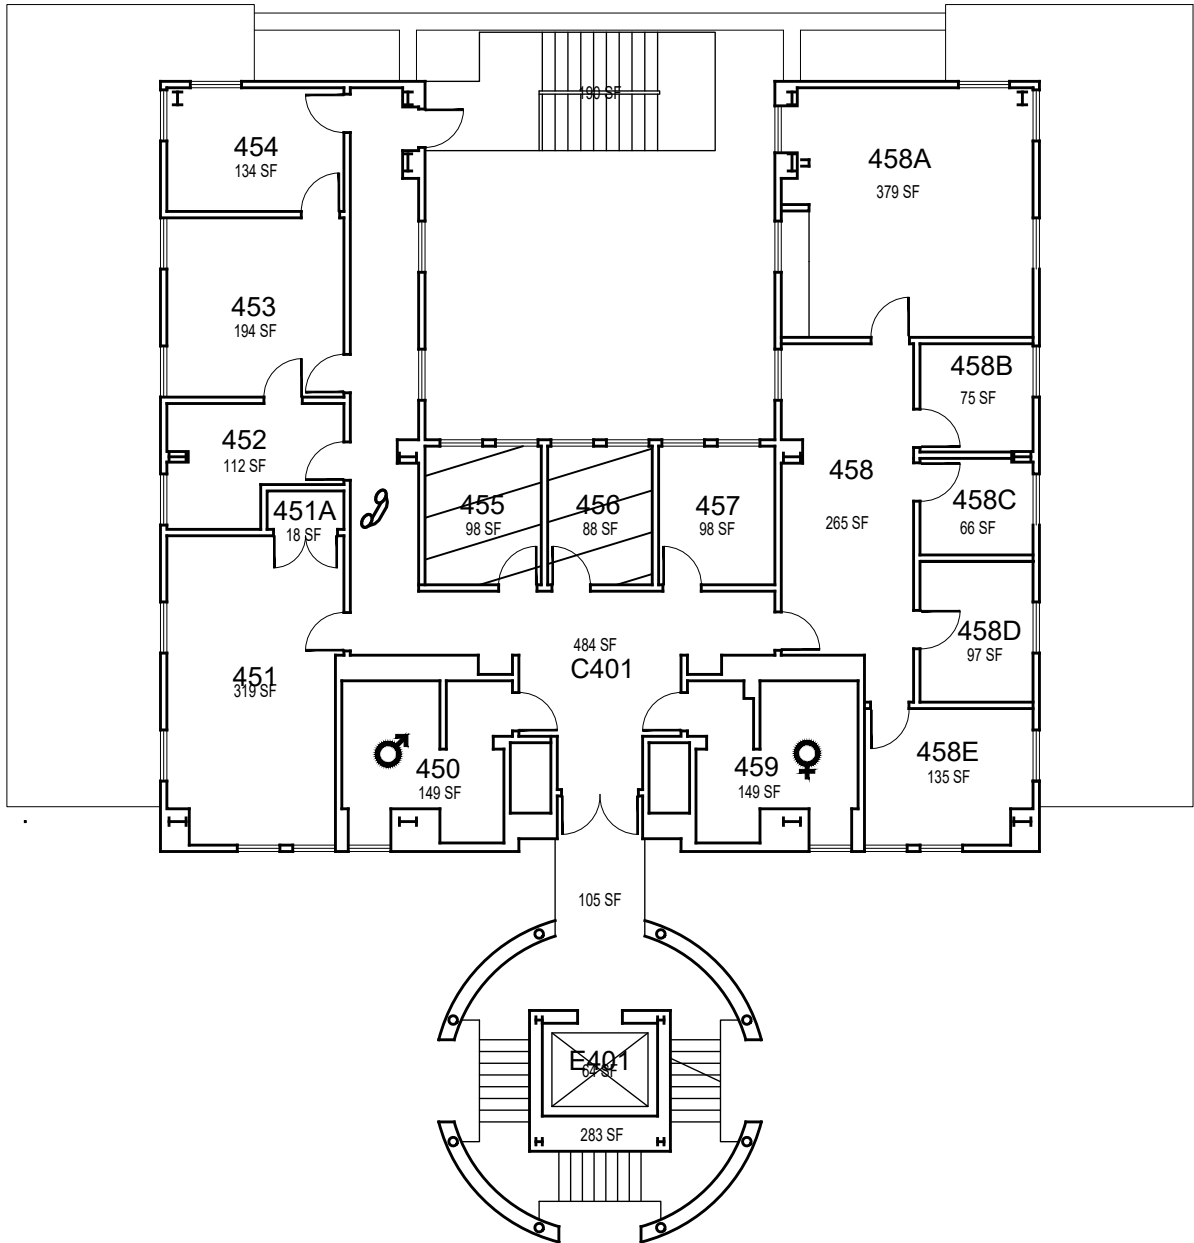 190 SF
454
134 SF
458A
379 SF
453
194 SF
458B
75 SF
452
112 SF
451A
18 SF
455
98 SF
456
88 SF
457
98 SF
458
265 SF
458C
66 SF
458D
97 SF
484 SF
C401
451
319 SF
450
149 SF
459
149 SF
458E
135 SF
105 SF
E401
64 SF
283 SF